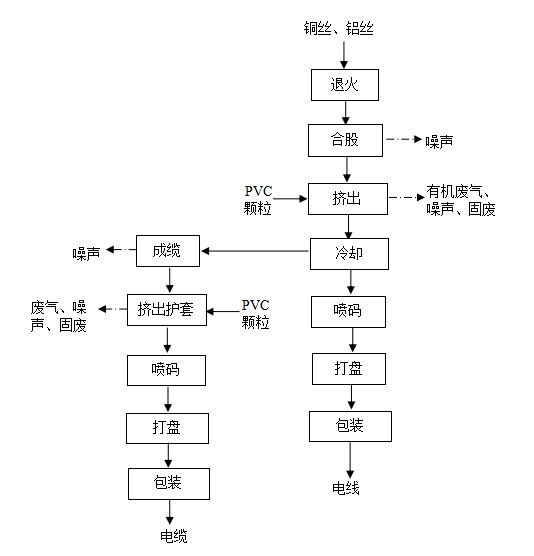 铜丝、铝丝
退火
合股
噪声
PVC
颗粒
挤出
有机废气、
噪声、固废
噪声
成缆
冷却
废气、噪
声、固废
挤出护套
PVC
颗粒
喷码
喷码
打盘
打盘
包装
包装
电线
电缆